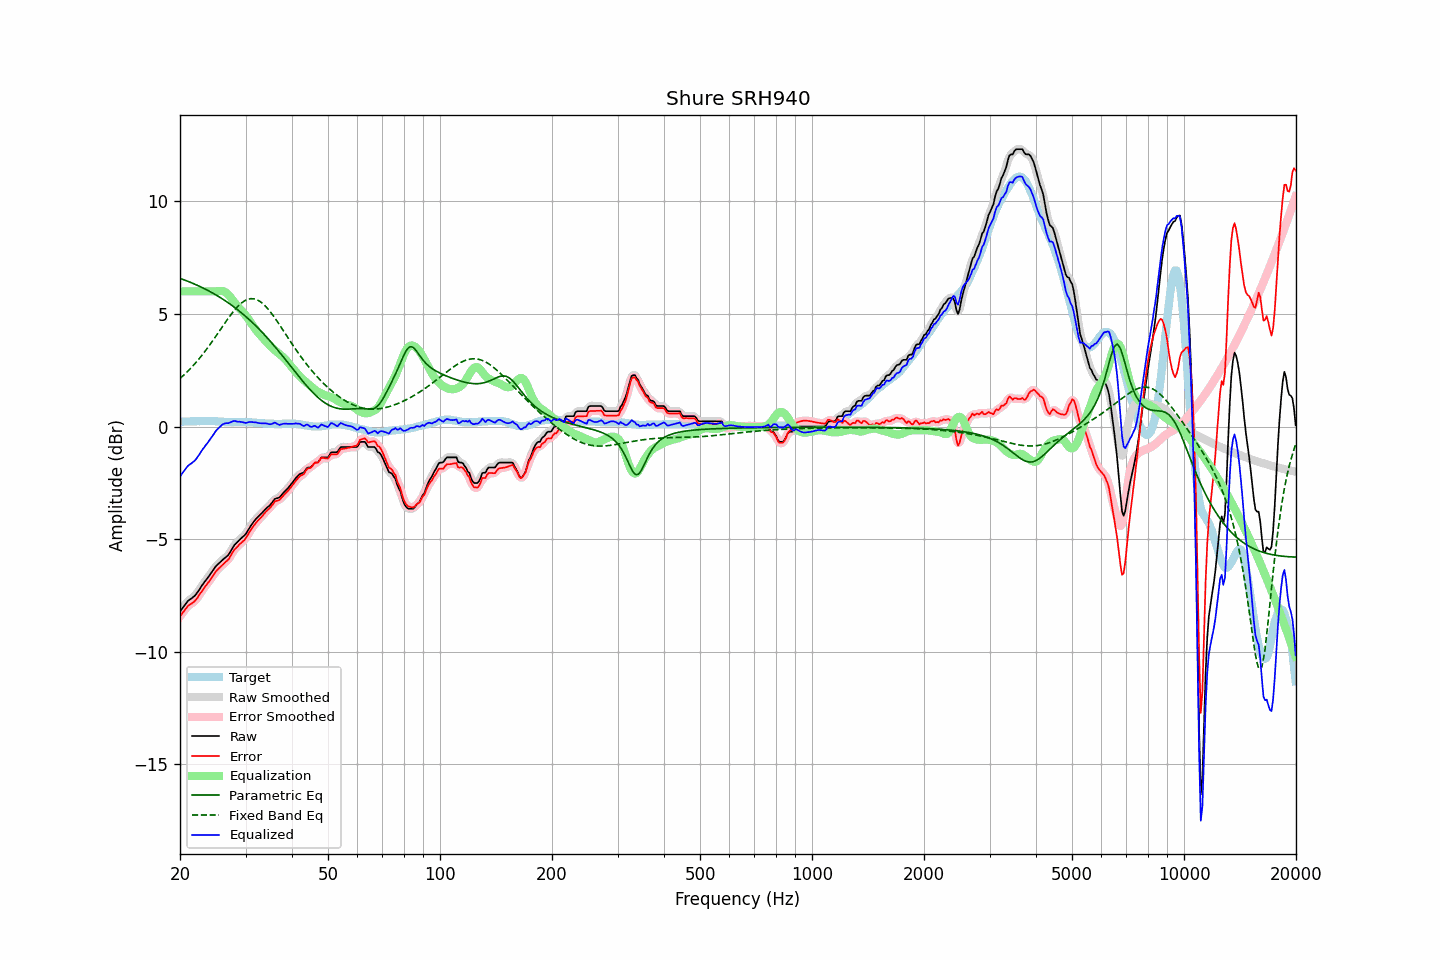 Shure SRH940
Amplitude (dBr)
10
5
0
−5
−10
−15
Target
Raw Smoothed
Error Smoothed
Raw
Error
Equalization
Parametric Eq
Fixed Band Eq
Equalized
20
50
100
200
500
1000
2000
5000
10000
20000
Frequency (Hz)